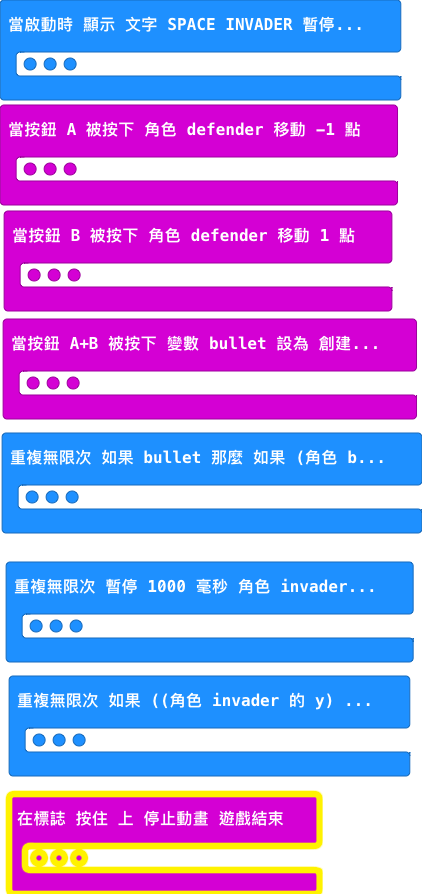 當啟動時 顯示 文字 SPACE INVADER 暫停...
當按鈕 A 被按下 角色 defender 移動 −1 點
當按鈕 B 被按下 角色 defender 移動 1 點
當按鈕 A+B 被按下 變數 bullet 設為 創建...
重複無限次 如果 bullet 那麼 如果 (角色 b...
重複無限次 暫停 1000 毫秒 角色 invader...
重複無限次 如果 ((角色 invader 的 y) ...
在標誌 按住 上 停止動畫 遊戲結束